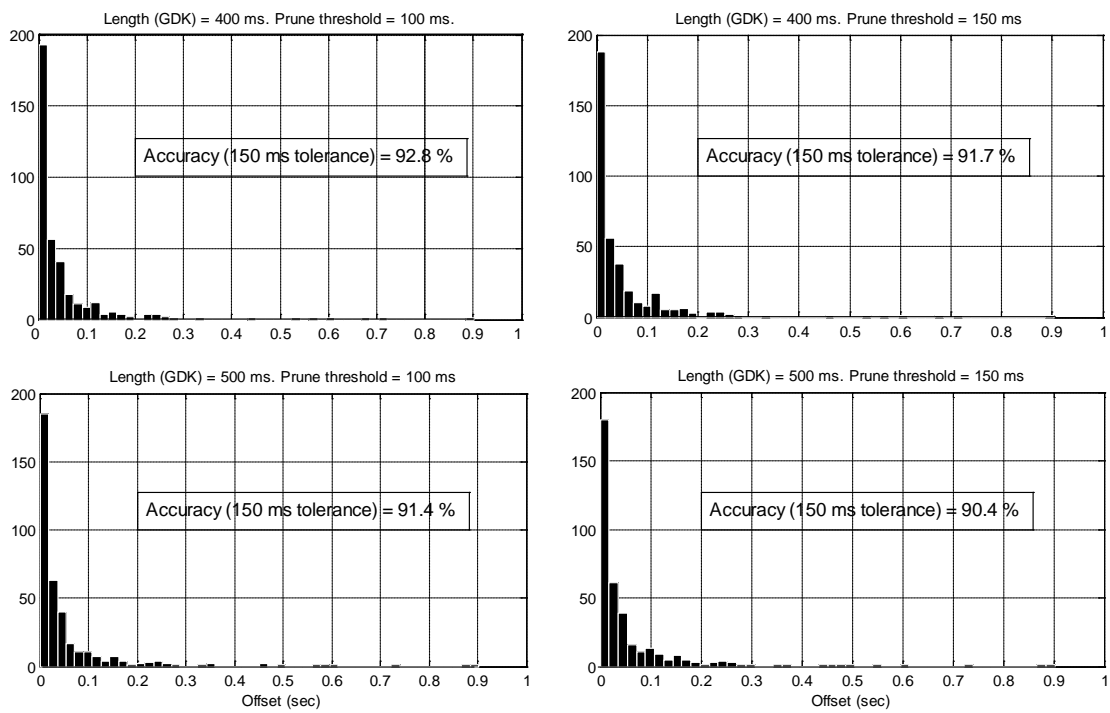 Length (GDK) = 400 ms. Prune threshold = 100 ms.
200
150
100
50
0
0 0.1 0.2 0.3 0.4 0.5 0.6 0.7 0.8 0.9 1
Accuracy (150 ms tolerance) = 92.8 %
Length (GDK) = 400 ms. Prune threshold = 150 ms
200
150
100
50
0
0 0.1 0.2 0.3 0.4 0.5 0.6 0.7 0.8 0.9 1
Accuracy (150 ms tolerance) = 91.7 %
Length (GDK) = 500 ms. Prune threshold = 100 ms
200
150
100
50
0
0 0.1 0.2 0.3 0.4 0.5 0.6 0.7 0.8 0.9 1
Accuracy (150 ms tolerance) = 91.4 %
Offset (sec)
Length (GDK) = 500 ms. Prune threshold = 150 ms
200
150
100
50
0
0 0.1 0.2 0.3 0.4 0.5 0.6 0.7 0.8 0.9 1
Accuracy (150 ms tolerance) = 90.4 %
Offset (sec)